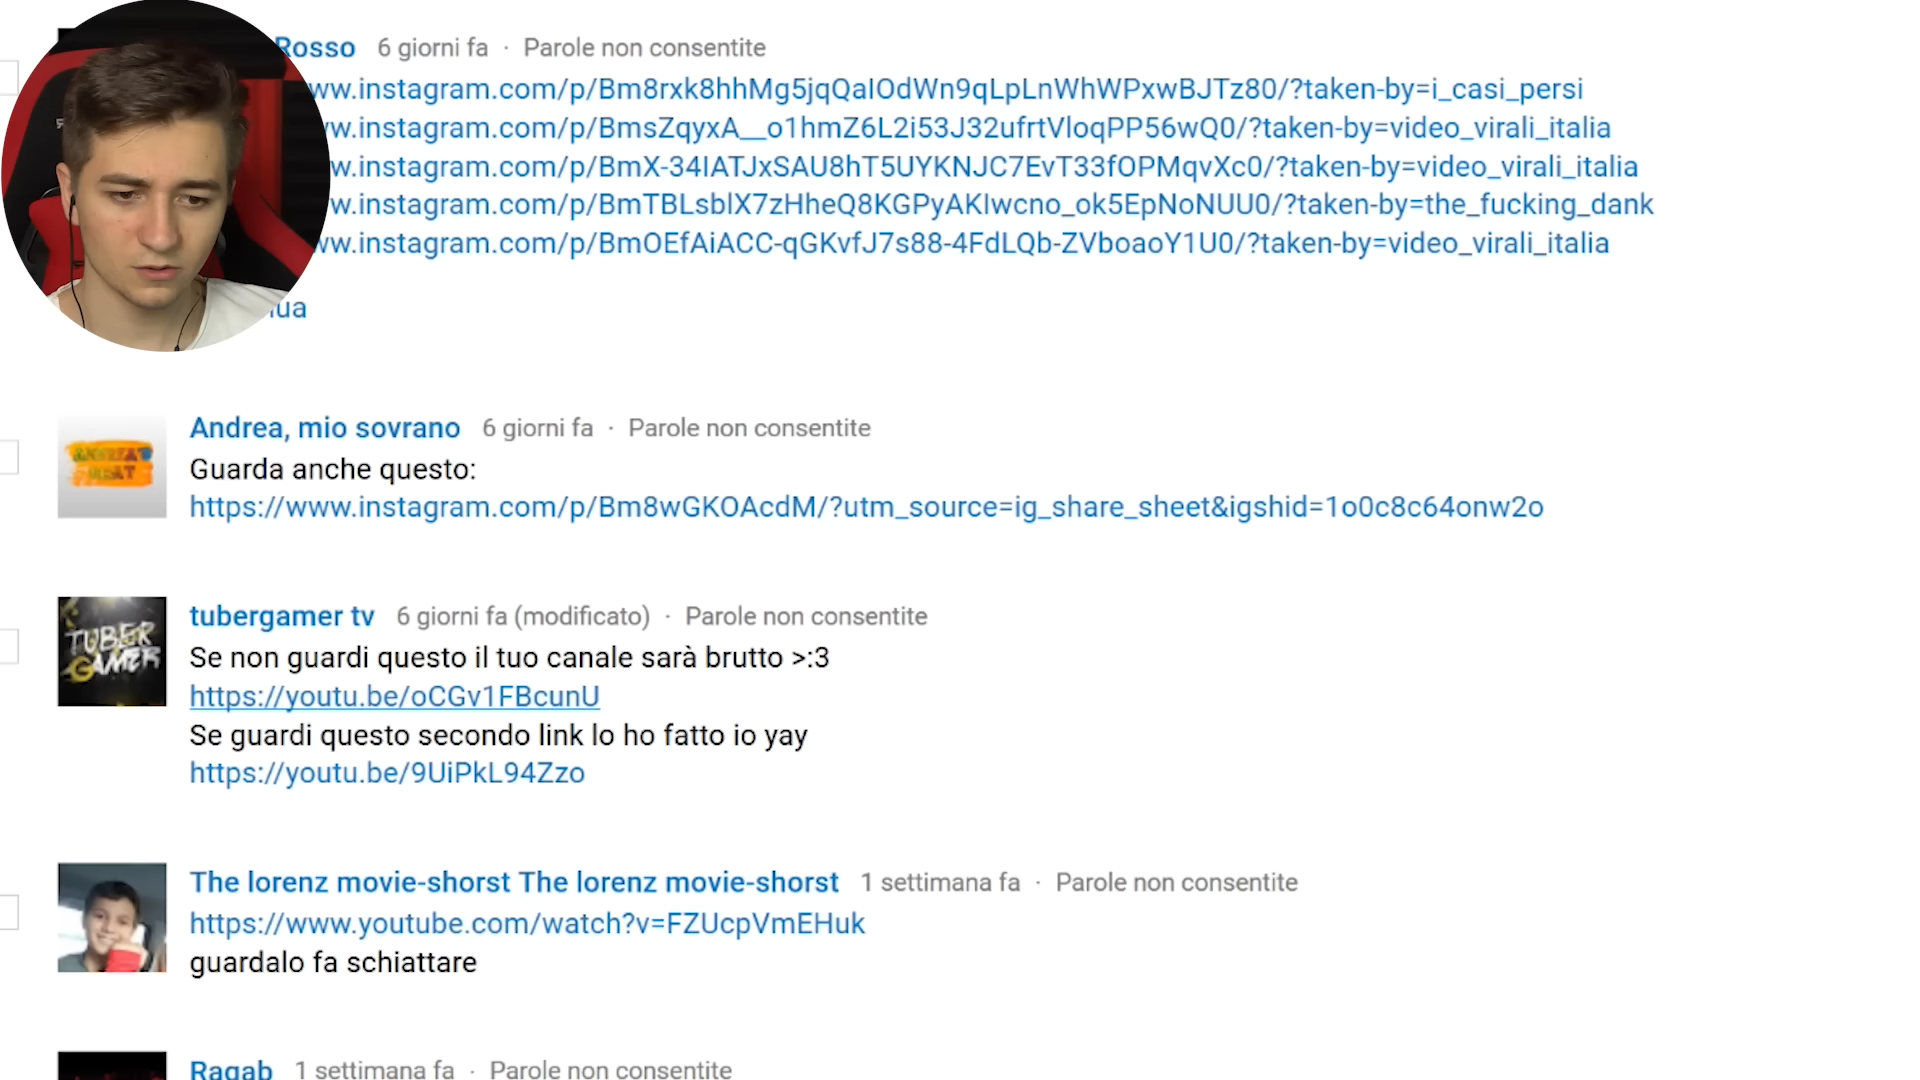 Rosso 6 giorni fa · Parole non consentite
ww.instagram.com/p/Bm8rxk8hhMg5jqQaIOdWn9qLpLnWhWPxwBJTz80/?taken-by=i_casi_persi
w.instagram.com/p/BmsZqyxA__o1hmZ6L2i53J32ufrtVloqPP56wQ0/?taken-by=video_virali_italia
w.instagram.com/p/BmX-34IATJxSAU8hT5UYKNJC7EvT33fOPMqvXc0/?taken-by=video_virali_italia
w.instagram.com/p/BmTBLsblX7zHheQ8KGPyAKIwcno_ok5EpNoNUU0/?taken-by=the_fucking_dank
ww.instagram.com/p/BmOEfAiACC-qGKvfJ7s88-4FdLQb-ZVboaoY1U0/?taken-by=video_virali_italia
ua
Andrea, mio sovrano 6 giorni fa · Parole non consentite
Guarda anche questo:
https://www.instagram.com/p/Bm8wGKOAcdM/?utm_source=ig_share_sheet&igshid=1o0c8c64onw2o
TUBER
GAMER
tubergamer tv 6 giorni fa (modificato) · Parole non consentite
Se non guardi questo il tuo canale sarà brutto >:3
https://youtu.be/oCGv1FBcunU
Se guardi questo secondo link lo ho fatto io yay
https://youtu.be/9UiPkL94Zzo
The lorenz movie-shorst The lorenz movie-shorst 1 settimana fa · Parole non consentite
https://www.youtube.com/watch?v=FZUcpVmEHuk
guardalo fa schiattare
Ragab 1 settimana fa · Parole non consentite